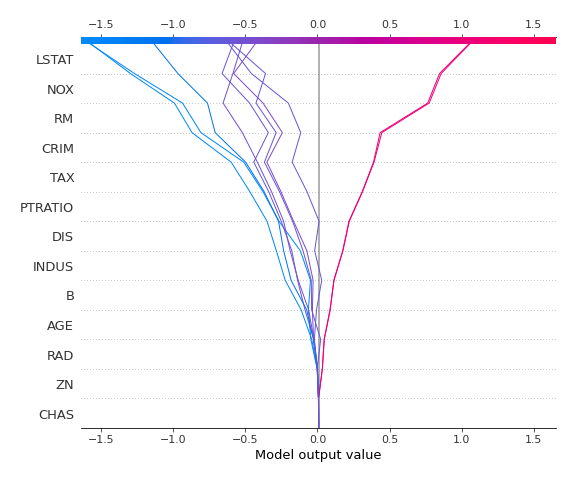 −1.5 −1.0 −0.5 0.0 0.5 1.0 1.5
LSTAT
NOX
RM
CRIM
TAX
PTRATIO
DIS
INDUS
B
AGE
RAD
ZN
CHAS
−1.5 −1.0 −0.5 0.0 0.5 1.0 1.5
Model output value